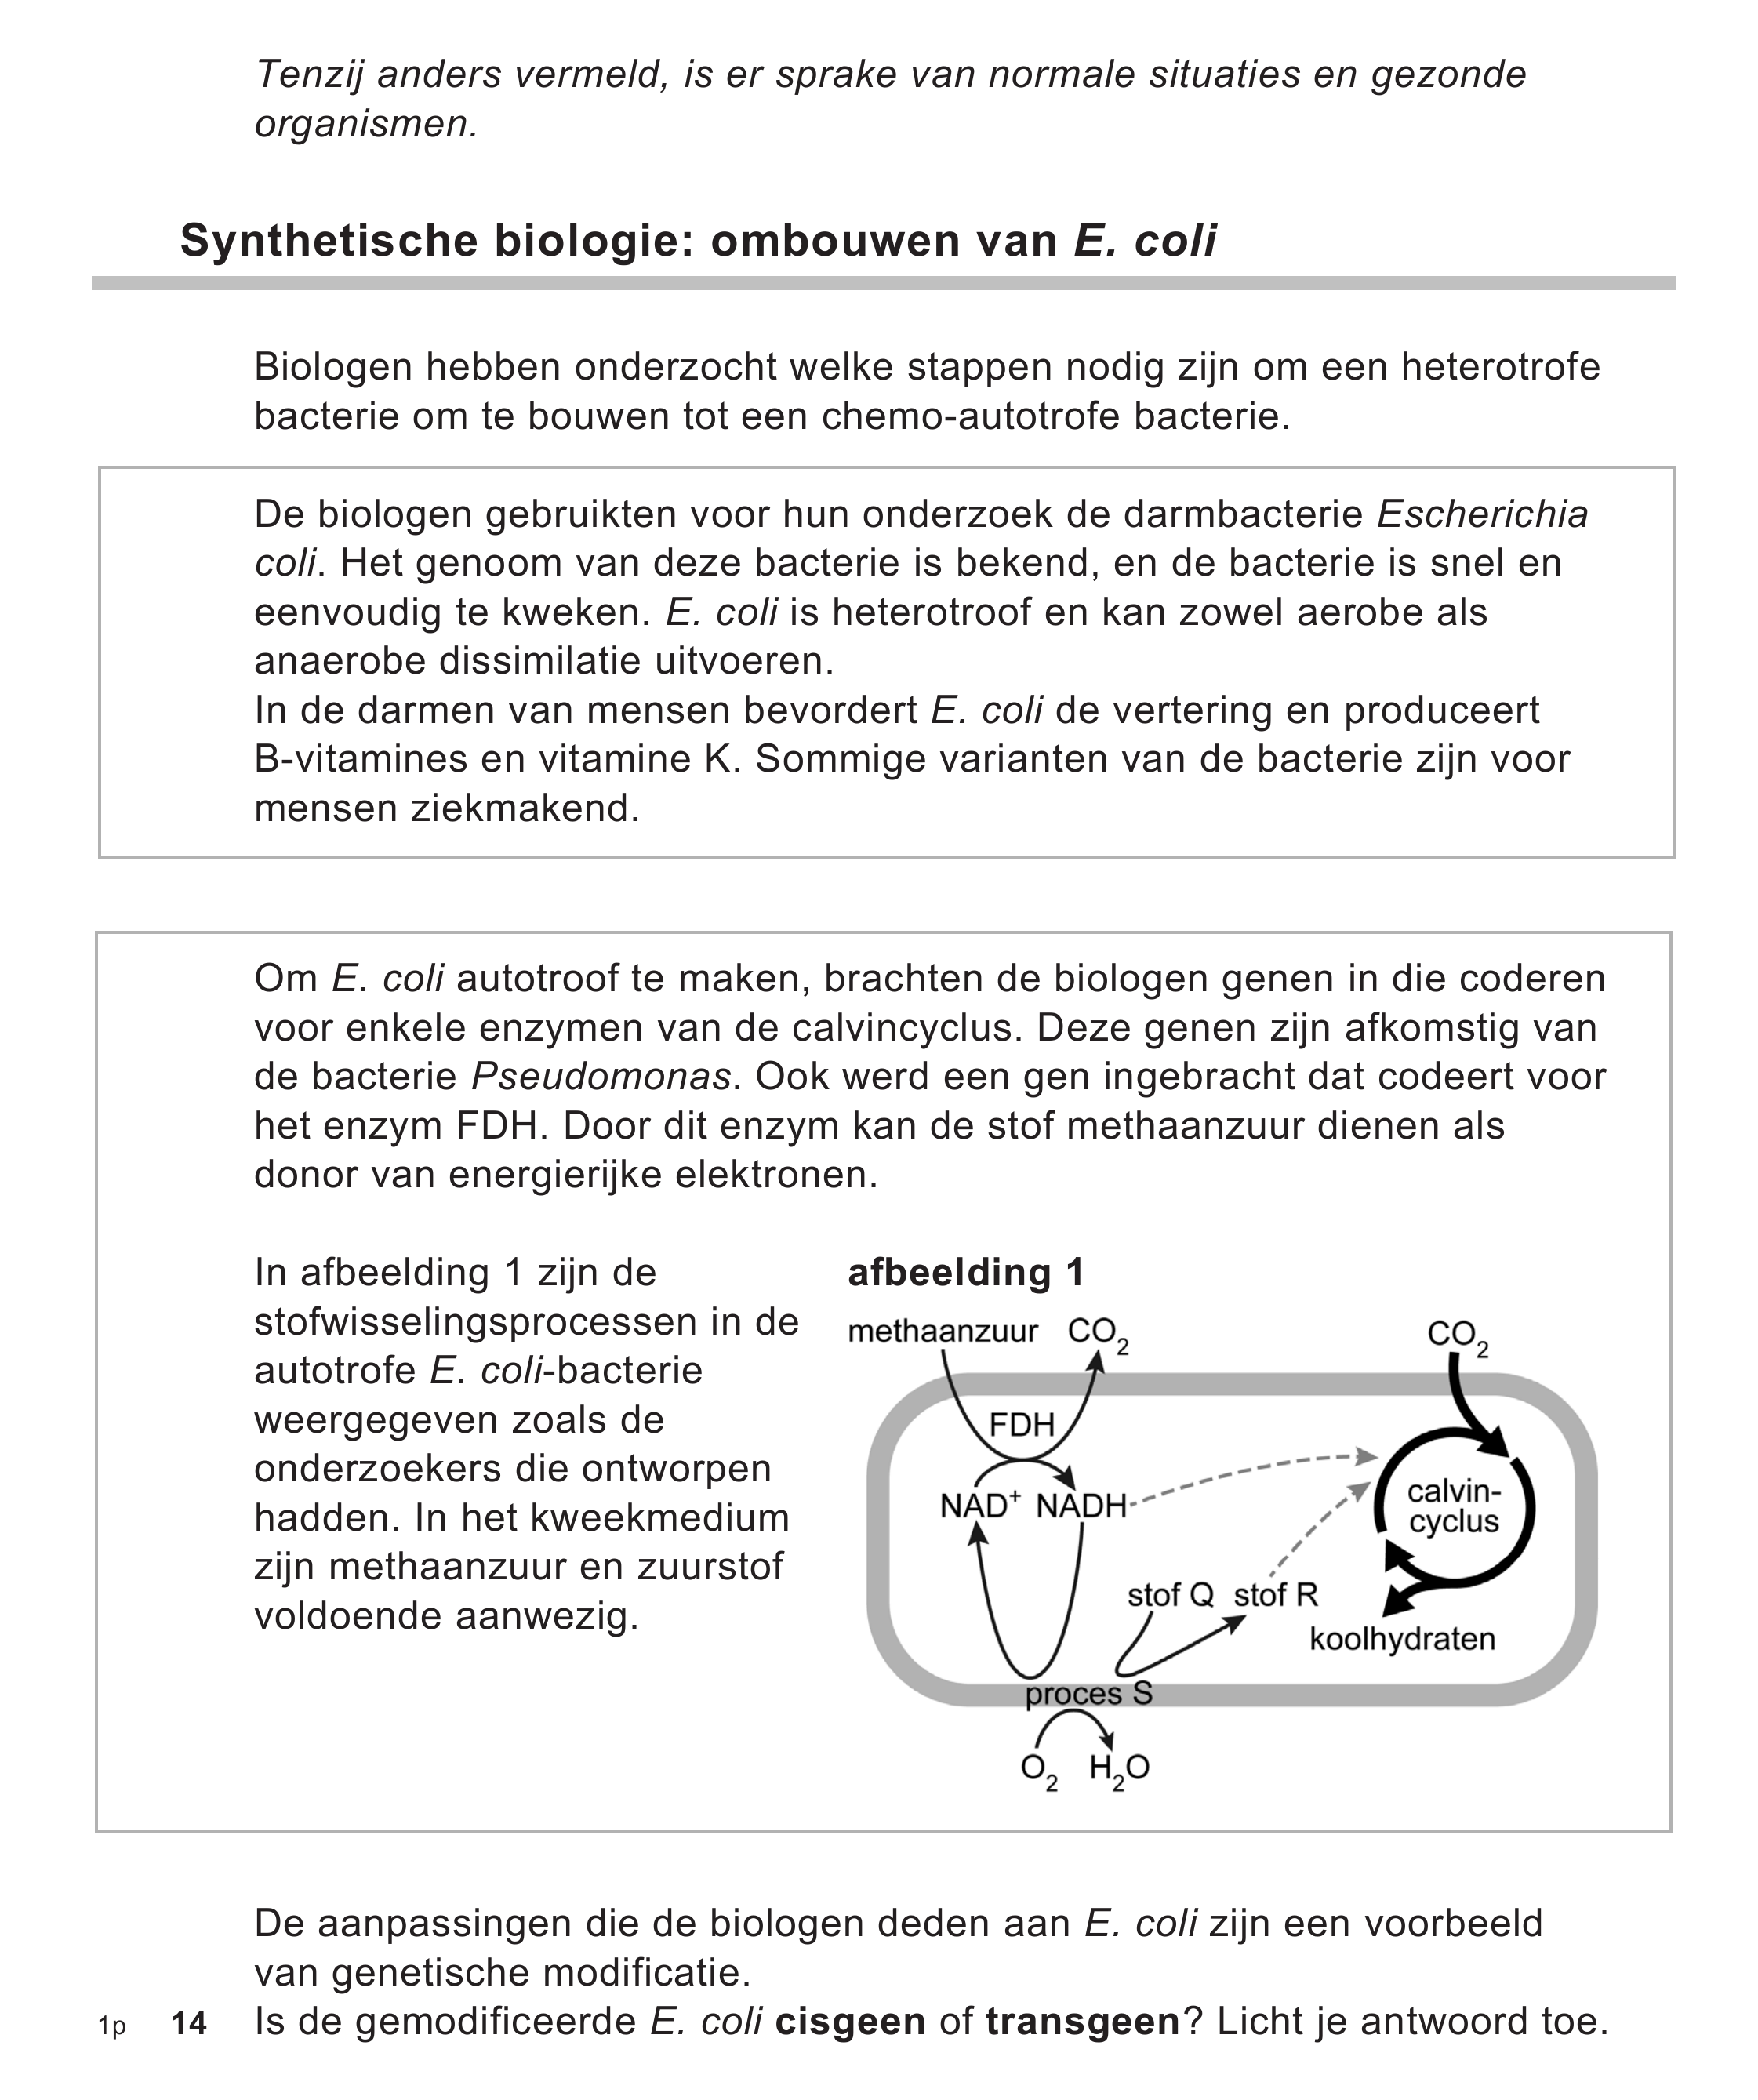 Tenzij anders vermeld, is er sprake van normale situaties en gezonde
organismen.
Synthetische biologie: ombouwen van E. coli
Biologen hebben onderzocht welke stappen nodig zijn om een heterotrofe
bacterie om te bouwen tot een chemo-autotrofe bacterie.
De biologen gebruikten voor hun onderzoek de darmbacterie Escherichia
coli. Het genoom van deze bacterie is bekend, en de bacterie is snel en
eenvoudig te kweken. E. coli is heterotroof en kan zowel aerobe als
anaerobe dissimilatie uitvoeren.
In de darmen van mensen bevordert E. coli de vertering en produceert
B-vitamines en vitamine K. Sommige varianten van de bacterie zijn voor
mensen ziekmakend.
Om E. coli autotroof te maken, brachten de biologen genen in die coderen
voor enkele enzymen van de calvincyclus. Deze genen zijn afkomstig van
de bacterie Pseudomonas. Ook werd een gen ingebracht dat codeert voor
het enzym FDH. Door dit enzym kan de stof methaanzuur dienen als
donor van energierijke elektronen.
In afbeelding 1 zijn de
stofwisselingsprocessen in de
autotrofe E. coli-bacterie
weergegeven zoals de
onderzoekers die ontworpen
hadden. In het kweekmedium
zijn methaanzuur en zuurstof
voldoende aanwezig.
afbeelding 1
methaanzuur CO2
CO2
FDH
NAD+ NADH
calvin-
cyclus
stof Q stof R
koolhydraten
proces S
O2 H2O
De aanpassingen die de biologen deden aan E. coli zijn een voorbeeld
van genetische modificatie.
1p 14 Is de gemodificeerde E. coli cisgeen of transgeen? Licht je antwoord toe.